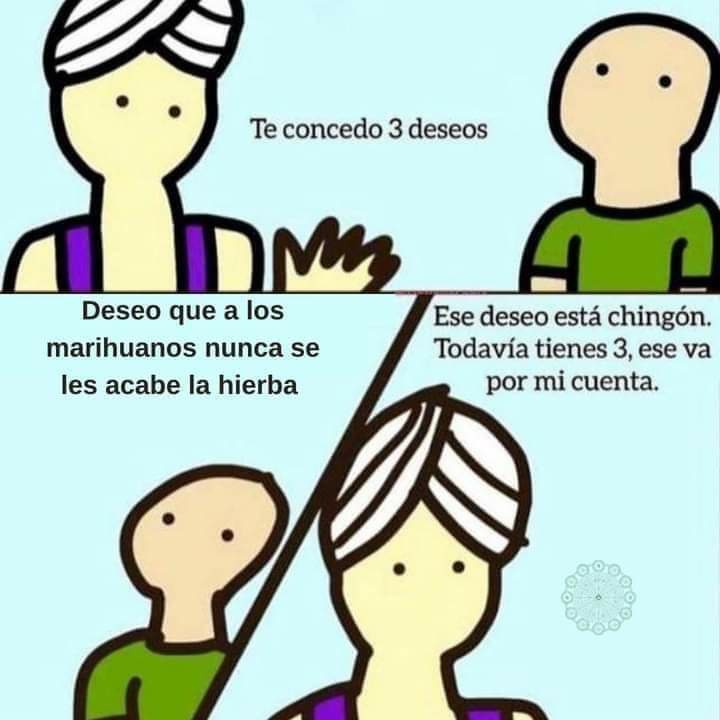 Te concedo 3 deseos
Deseo que a los
marihuanos nunca se
les acabe la hierba
Ese deseo está chingón.
Todavía tienes 3, ese va
por mi cuenta.